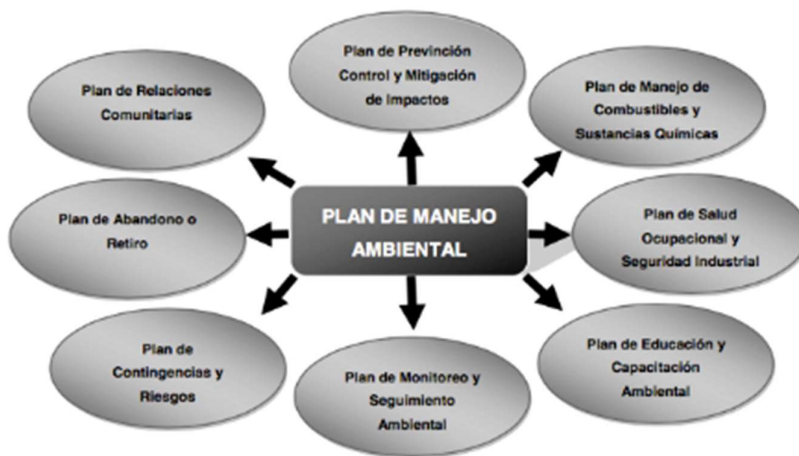 Plan de Prevención
Control y Mitigación
de Impactos
Plan de Relaciones
Comunitarias
Plan de Manejo de
Combustibles y
Sustancias Químicas
Plan de Abandono o
Retiro
PLAN DE MANEJO
AMBIENTAL
Plan de Salud
Ocupacional y
Seguridad Industrial
Plan de
Contingencias y
Riesgos
Plan de Monitoreo y
Seguimiento
Ambiental
Plan de Educación y
Capacitación
Ambiental